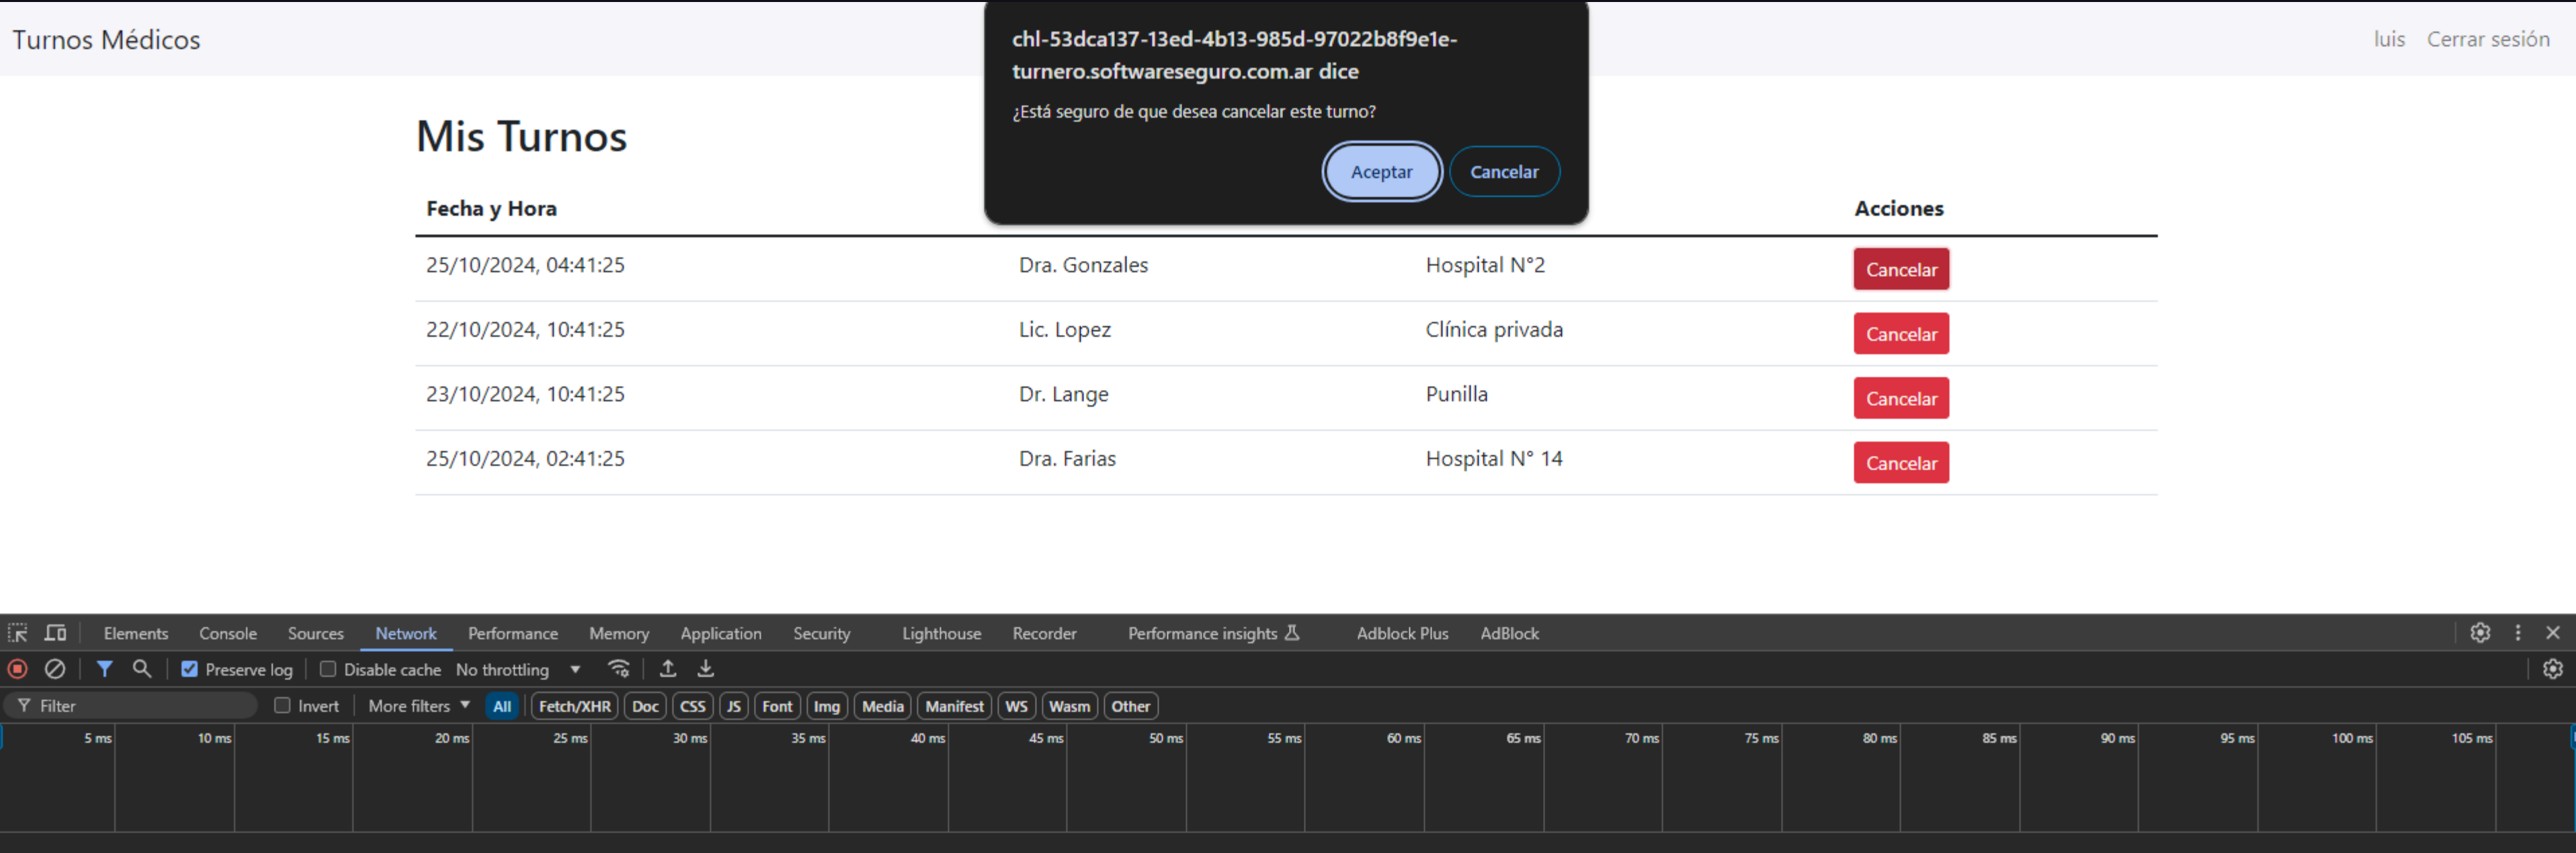 Turnos Médicos
luis Cerrar sesión
chl-53dca137-13ed-4b13-985d-97022b8f9e1e-
turnero.softwareseguro.com.ar dice
¿Está seguro de que desea cancelar este turno?
Aceptar Cancelar
Mis Turnos
Fecha y Hora Acciones
25/10/2024, 04:41:25 Dra. Gonzales Hospital N°2 Cancelar
22/10/2024, 10:41:25 Lic. Lopez Clínica privada Cancelar
23/10/2024, 10:41:25 Dr. Lange Punilla Cancelar
25/10/2024, 02:41:25 Dra. Farias Hospital N° 14 Cancelar
Elements Console Sources Network Performance Memory Application Security Lighthouse Recorder Performance insights Adblock Plus AdBlock
Preserve log Disable cache No throttling
Filter Invert More filters All Fetch/XHR Doc CSS JS Font Img Media Manifest WS Wasm Other
5 ms 10 ms 15 ms 20 ms 25 ms 30 ms 35 ms 40 ms 45 ms 50 ms 55 ms 60 ms 65 ms 70 ms 75 ms 80 ms 85 ms 90 ms 95 ms 100 ms 105 ms